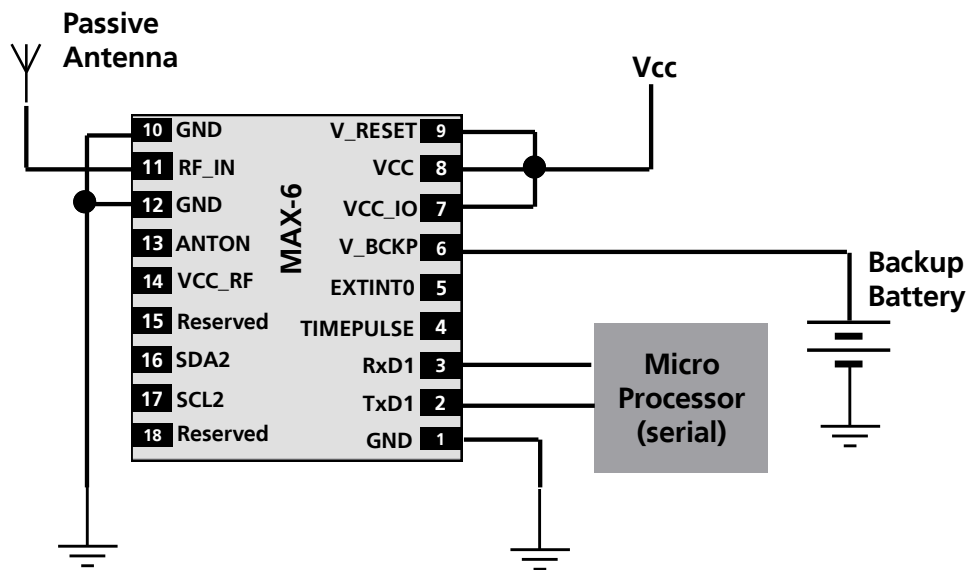 Passive
Antenna
Vcc
10 GND
11 RF_IN
12 GND
13 ANTON
14 VCC_RF
15 Reserved
16 SDA2
17 SCL2
18 Reserved
MAX-6
V_RESET 9
VCC 8
VCC_IO 7
V_BCKP 6
EXTINT0 5
TIMEPULSE 4
RxD1 3
TxD1 2
GND 1
Micro
Processor
(serial)
Backup
Battery